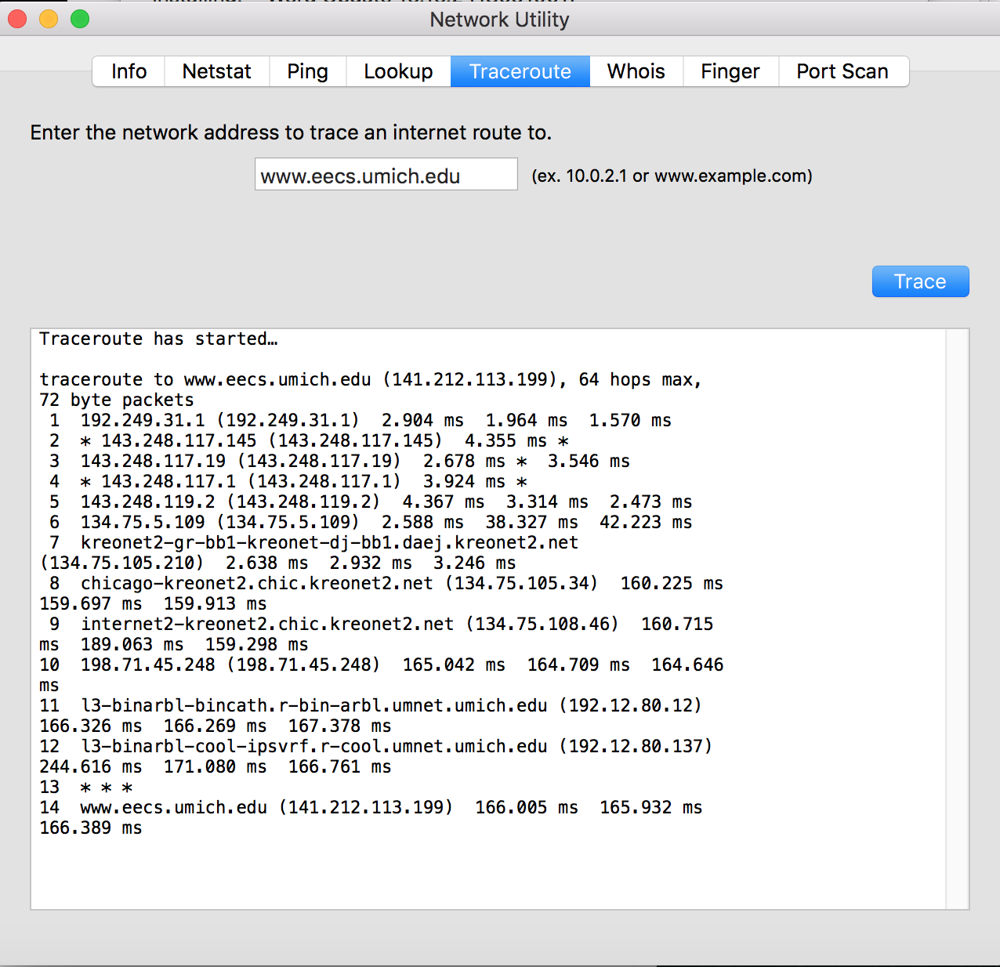 Network Utility
Info Netstat Ping Lookup Traceroute Whois Finger Port Scan
Enter the network address to trace an internet route to.
www.eecs.umich.edu (ex. 10.0.2.1 or www.example.com)
Trace
Traceroute has started…
traceroute to www.eecs.umich.edu (141.212.113.199), 64 hops max,
72 byte packets
1 192.249.31.1 (192.249.31.1) 2.904 ms 1.964 ms 1.570 ms
2 * 143.248.117.145 (143.248.117.145) 4.355 ms *
3 143.248.117.19 (143.248.117.19) 2.678 ms * 3.546 ms
4 * 143.248.117.1 (143.248.117.1) 3.924 ms *
5 143.248.119.2 (143.248.119.2) 4.367 ms 3.314 ms 2.473 ms
6 134.75.5.109 (134.75.5.109) 2.588 ms 38.327 ms 42.223 ms
7 kreonet2-gr-bb1-kreonet-dj-bb1.daej.kreonet2.net
(134.75.105.210) 2.638 ms 2.932 ms 3.246 ms
8 chicago-kreonet2.chic.kreonet2.net (134.75.105.34) 160.225 ms
159.697 ms 159.913 ms
9 internet2-kreonet2.chic.kreonet2.net (134.75.108.46) 160.715
ms 189.063 ms 159.298 ms
10 198.71.45.248 (198.71.45.248) 165.042 ms 164.709 ms 164.646
ms
11 l3-binarbl-bincath.r-bin-arbl.umnet.umich.edu (192.12.80.12)
166.326 ms 166.269 ms 167.378 ms
12 l3-binarbl-cool-ipsvrf.r-cool.umnet.umich.edu (192.12.80.137)
244.616 ms 171.080 ms 166.761 ms
13 * * *
14 www.eecs.umich.edu (141.212.113.199) 166.005 ms 165.932 ms
166.389 ms